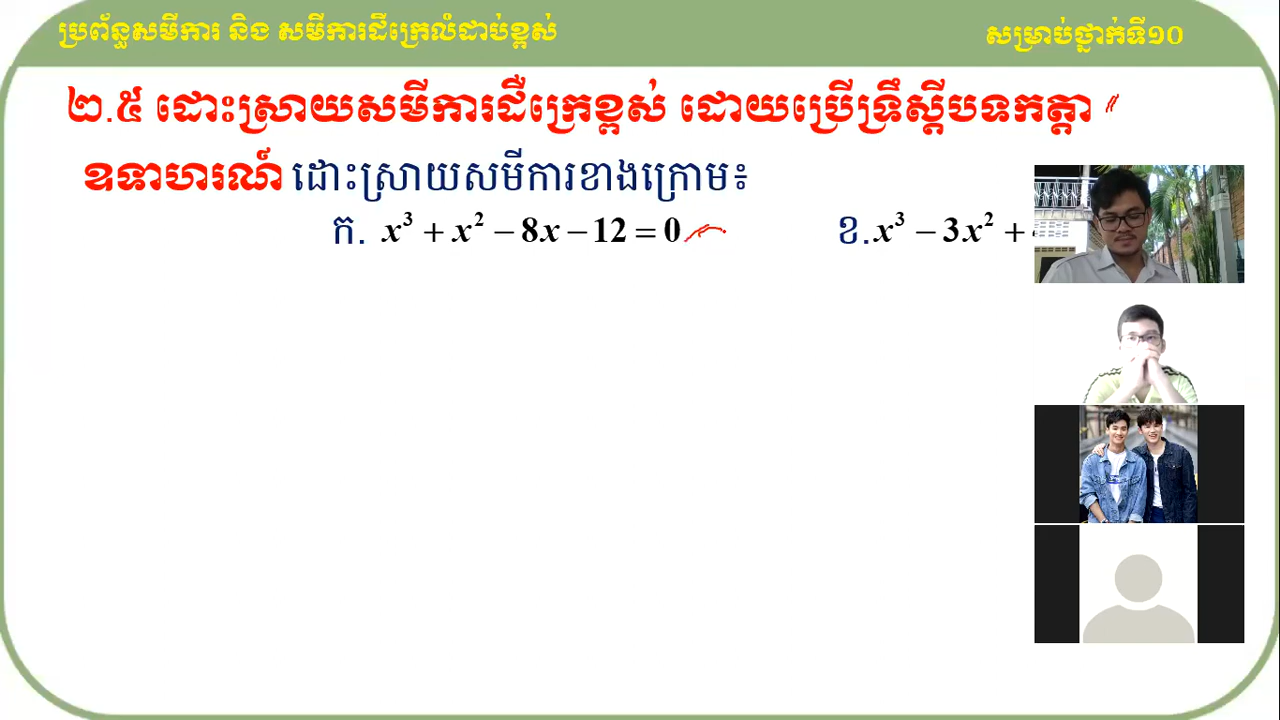 ប្រព័ន្ធសមីការ និង សមីការដឺក្រេលំដាប់ខ្ពស់
សម្រាប់ថ្នាក់ទី១០
២.៥ ដោះស្រាយសមីការដឺក្រេខ្ពស់ ដោយប្រើទ្រឹស្តីបទកត្តា
ឧទាហរណ៍ ដោះស្រាយសមីការខាងក្រោម៖
ក. x³ + x² − 8x − 12 = 0 ខ. x³ − 3x² +